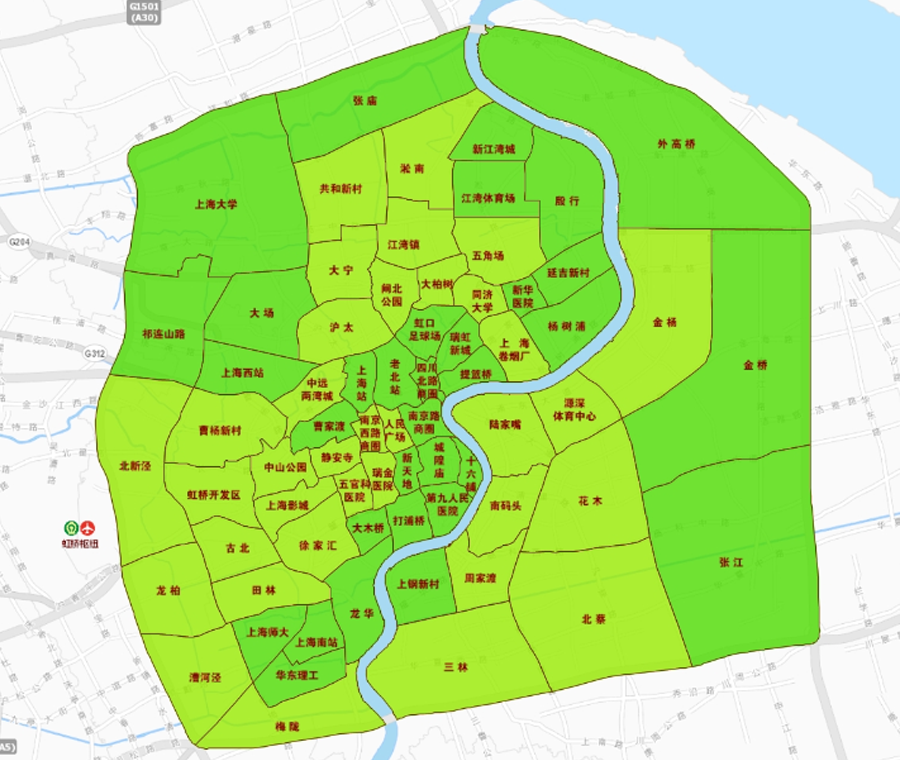 G1501
(A30)
张庙
外高桥
新江湾城
淞南
共和新村
江湾体育场
殷行
上海大学
G204
江湾镇
五角场
大宁
延吉新村
闸北
公园
大柏树
同济
大学
新华
医院
大场
虹口
足球场
金杨
沪太
杨树浦
祁连山路
瑞虹
新城
上海
卷烟厂
G312
金桥
上海西站
老
北
站
上
海
站
四川
北路
商圈
提篮桥
中远
两湾城
源深
体育中心
南京路
商圈
陆家嘴
曹家渡
南京
西路
商圈
人民
广场
曹杨新村
城
隍
庙
静安寺
新
天
地
十
六
铺
北新泾
中山公园
瑞金
医院
五官科
医院
虹桥开发区
第九人民
医院
花木
上海影城
南码头
打浦桥
大木桥
虹桥枢纽
古北
徐家汇
张江
周家渡
上钢新村
龙柏
田林
龙华
北蔡
上海师大
上海南站
三林
华东理工
漕河泾
梅陇
A5)